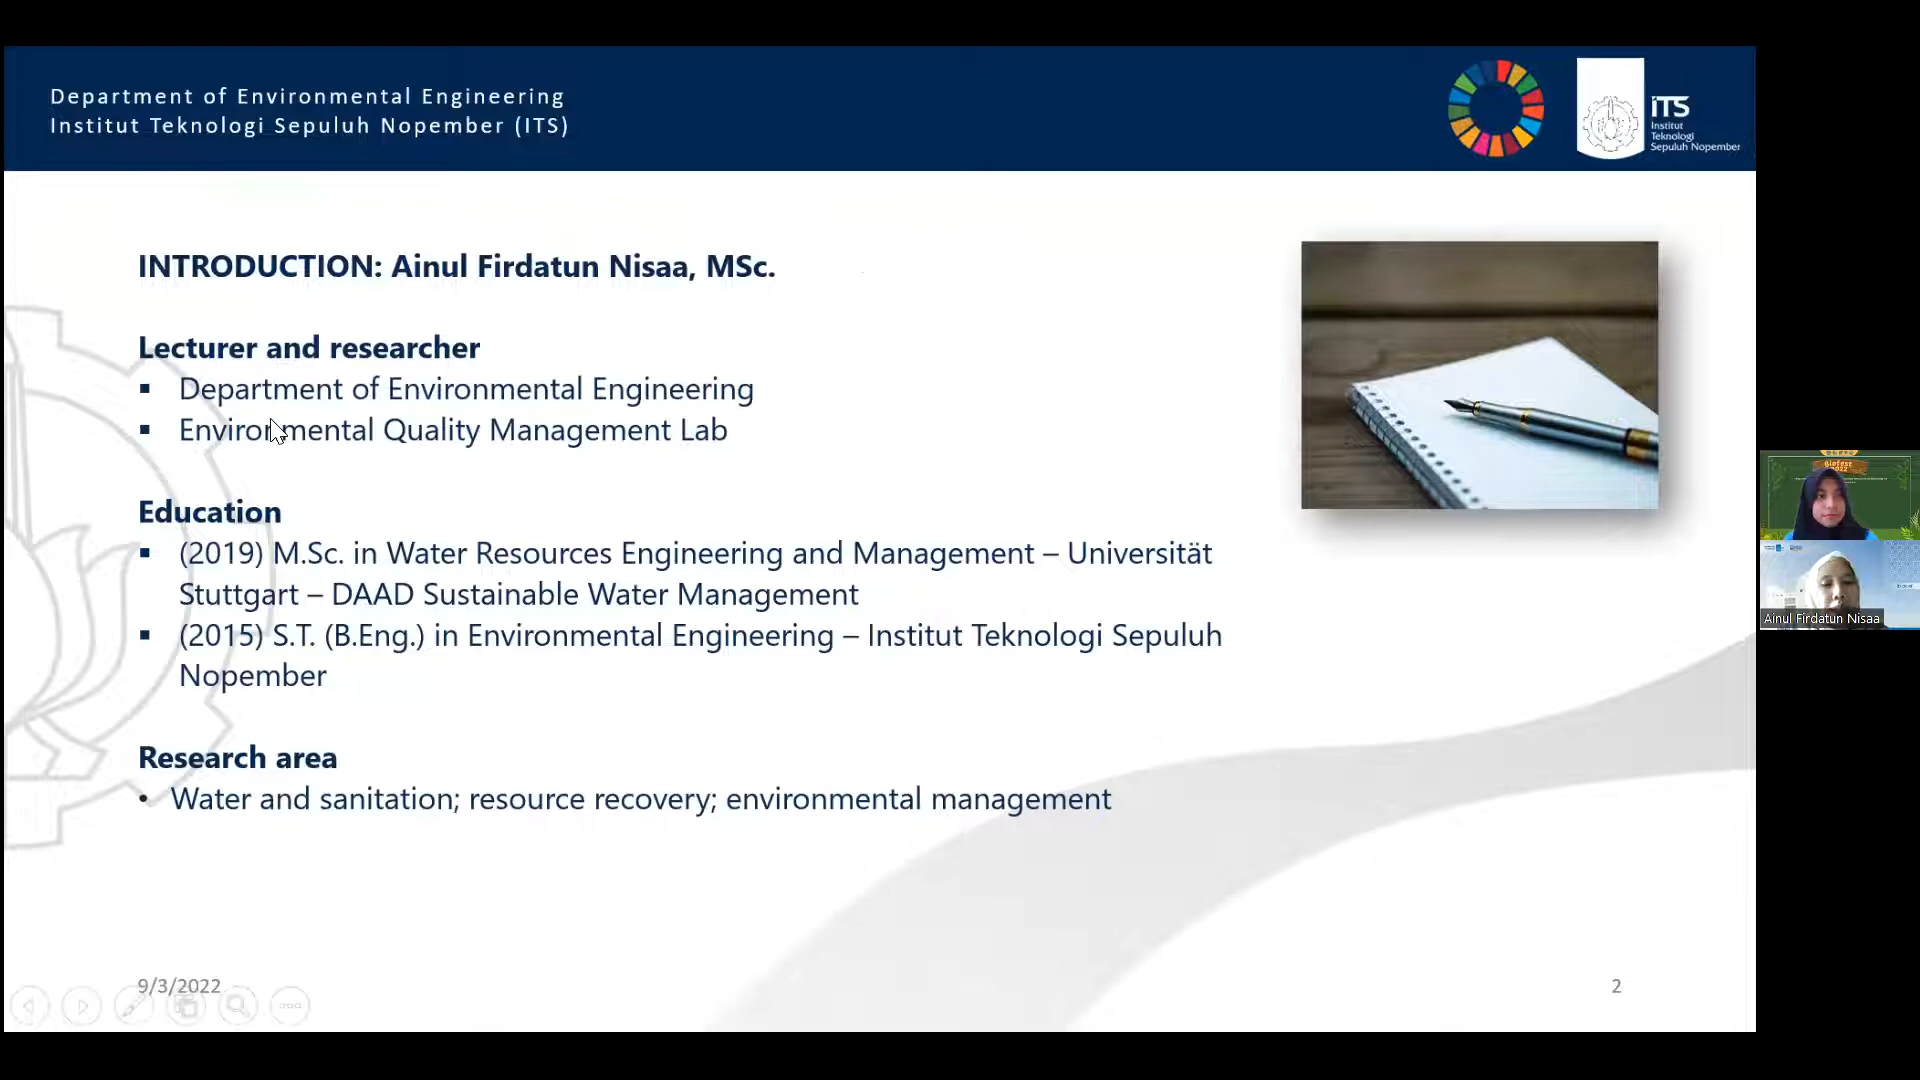 Department of Environmental Engineering
Institut Teknologi Sepuluh Nopember (ITS)
ITS
Institut
Teknologi
Sepuluh Nopember
INTRODUCTION: Ainul Firdatun Nisaa, MSc.
Lecturer and researcher
▪ Department of Environmental Engineering
▪ Environmental Quality Management Lab
Education
▪ (2019) M.Sc. in Water Resources Engineering and Management – Universität
Stuttgart – DAAD Sustainable Water Management
▪ (2015) S.T. (B.Eng.) in Environmental Engineering – Institut Teknologi Sepuluh
Nopember
Research area
• Water and sanitation; resource recovery; environmental management
9/3/2022
2
Biofest
2022
Ainul Firdatun Nisaa